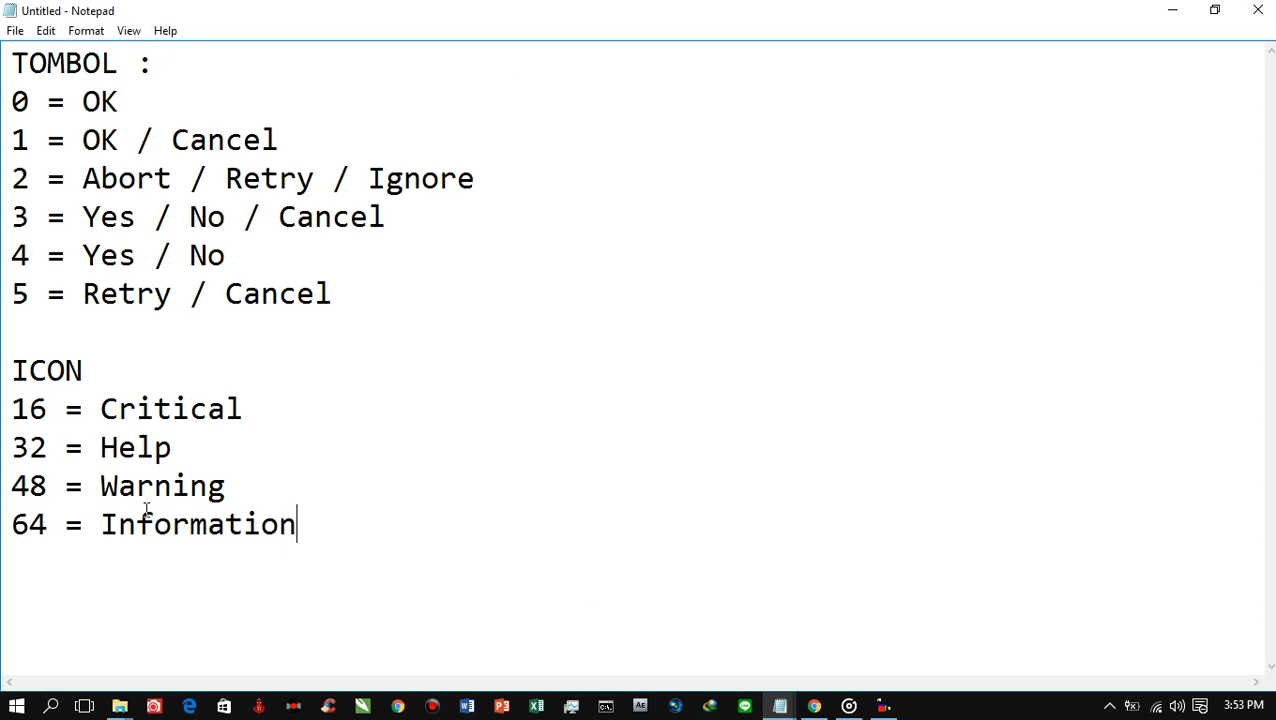 Untitled - Notepad
File Edit Format View Help
TOMBOL :
0 = OK
1 = OK / Cancel
2 = Abort / Retry / Ignore
3 = Yes / No / Cancel
4 = Yes / No
5 = Retry / Cancel
ICON
16 = Critical
32 = Help
48 = Warning
64 = Information
3:53 PM